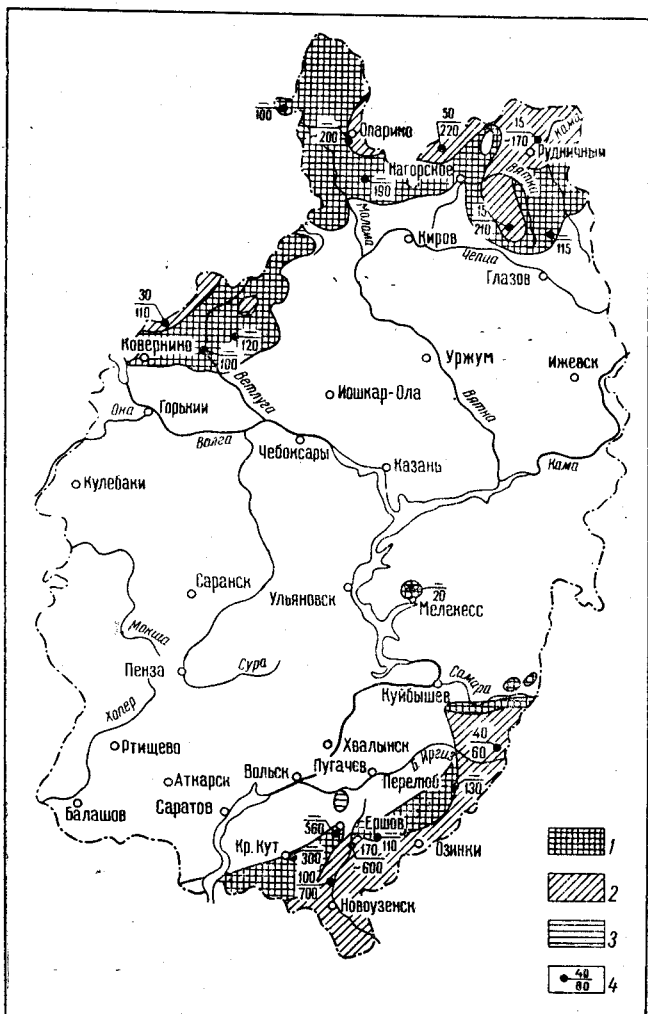 100
200
Опарино
50
220
15
170
Кама
Рудничный
Нагорское
190
Вятка
Молома
15
210
Киров
115
Чепца
Глазов
30
110
Ковернино
120
100
Ветлуга
Уржум
Ижевск
Йошкар-Ола
Ока
Горький
Вятка
Волга
Чебоксары
Казань
Кама
Кулебаки
Саранск
Ульяновск
20
Мелекесс
Мокша
Пенза
Сура
Самара
Куйбышев
Хопер
40
60
Хвалынск
Ртищево
Пугачев
Б. Иргиз
Вольск
Перелюб
130
Аткарск
Балашов
Саратов
560
Ершов
110
170
600
Озинки
Кр. Кут
300
100
700
Новоузенск
1
2
3
40
60
4